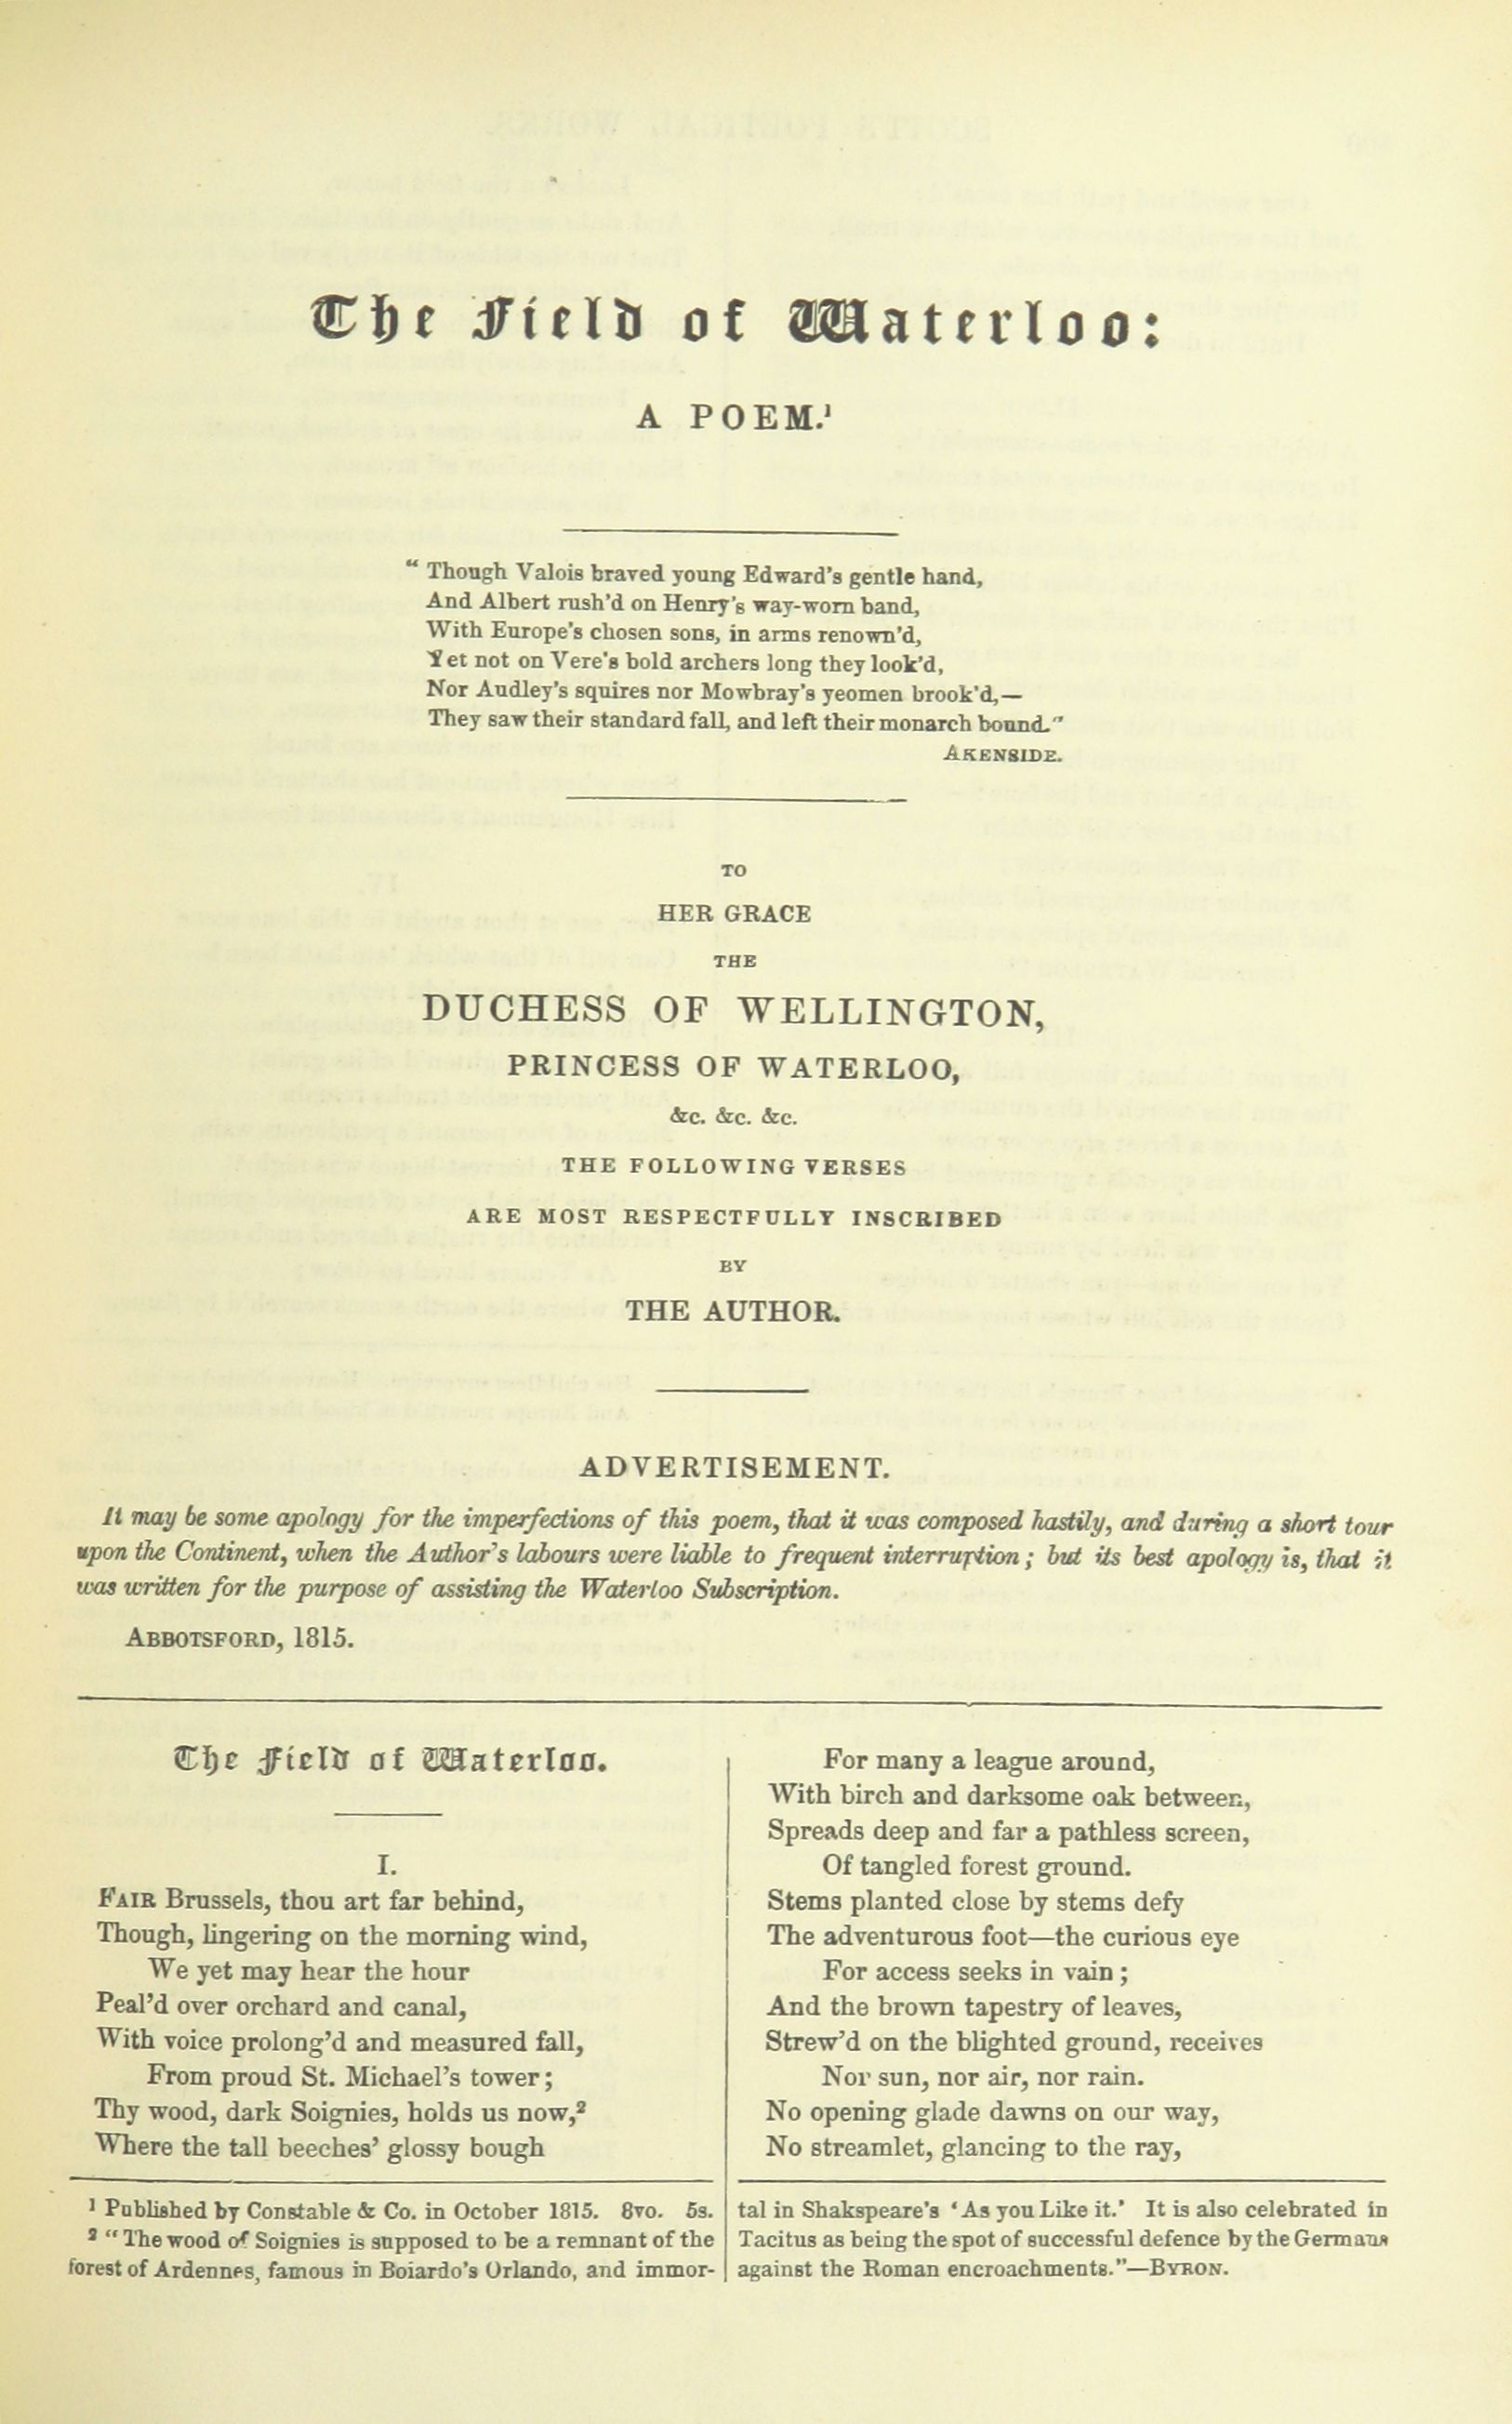 The Field of Waterloo:
A POEM.¹
“ Though Valois braved young Edward's gentle hand,
And Albert rush'd on Henry's way-worn band,
With Europe's chosen sons, in arms renown'd,
Yet not on Vere's bold archers long they look'd,
Nor Audley's squires nor Mowbray's yeomen brook'd,—
They saw their standard fall, and left their monarch bound.”
AKENSIDE.
TO
HER GRACE
THE
DUCHESS OF WELLINGTON,
PRINCESS OF WATERLOO,
&c. &c. &c.
THE FOLLOWING VERSES
ARE MOST RESPECTFULLY INSCRIBED
BY
THE AUTHOR.
ADVERTISEMENT.
It may be some apology for the imperfections of this poem, that it was composed hastily, and during a short tour
upon the Continent, when the Author's labours were liable to frequent interruption; but its best apology is, that it
was written for the purpose of assisting the Waterloo Subscription.
ABBOTSFORD, 1815.
The Field of Waterloo.
I.
FAIR Brussels, thou art far behind,
Though, lingering on the morning wind,
We yet may hear the hour
Peal'd over orchard and canal,
With voice prolong'd and measured fall,
From proud St. Michael's tower;
Thy wood, dark Soignies, holds us now,²
Where the tall beeches' glossy bough
For many a league around,
With birch and darksome oak between,
Spreads deep and far a pathless screen,
Of tangled forest ground.
Stems planted close by stems defy
The adventurous foot—the curious eye
For access seeks in vain;
And the brown tapestry of leaves,
Strew'd on the blighted ground, receives
Nor sun, nor air, nor rain.
No opening glade dawns on our way,
No streamlet, glancing to the ray,
¹ Published by Constable & Co. in October 1815. 8vo. 5s.
² “The wood of Soignies is supposed to be a remnant of the
forest of Ardennes, famous in Boiardo's Orlando, and immor-
tal in Shakspeare's ‘As you Like it.’ It is also celebrated in
Tacitus as being the spot of successful defence by the Germans
against the Roman encroachments.”—BYRON.